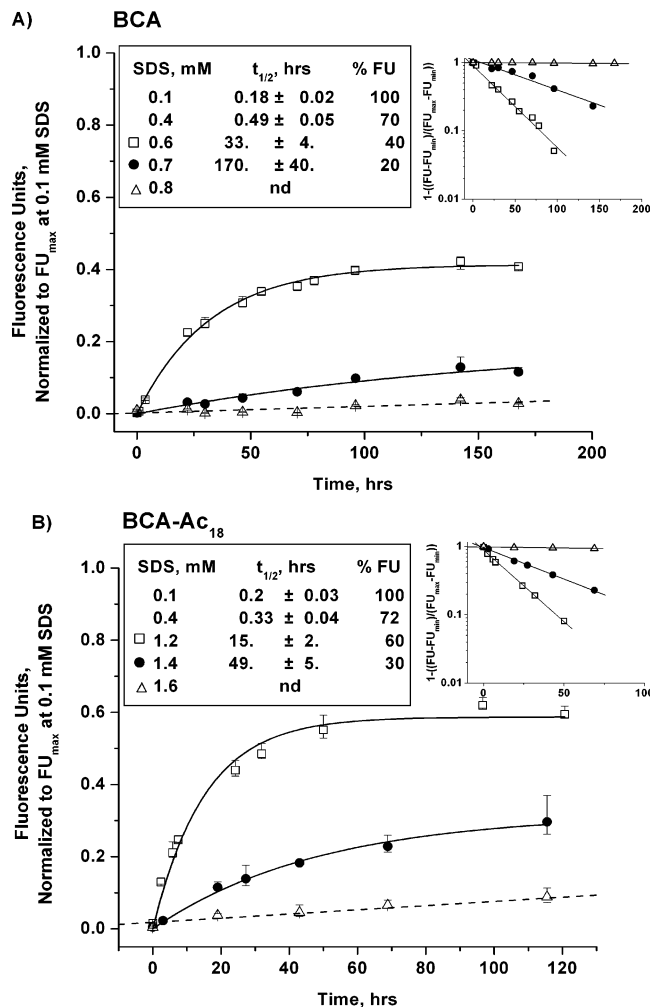 A)
BCA
SDS, mM t1/2, hrs % FU
0.1 0.18 ± 0.02 100
0.4 0.49 ± 0.05 70
□ 0.6 33. ± 4. 40
● 0.7 170. ± 40. 20
△ 0.8 nd
1-((FU-FUmin)/(FUmax-FUmin))
1
0.1
0.01
0 50 100 150 200
Fluorescence Units,
Normalized to FUmax at 0.1 mM SDS
1.0
0.8
0.6
0.4
0.2
0.0
0 50 100 150 200
Time, hrs
B)
BCA-Ac18
SDS, mM t1/2, hrs % FU
0.1 0.2 ± 0.03 100
0.4 0.33 ± 0.04 72
□ 1.2 15. ± 2. 60
● 1.4 49. ± 5. 30
△ 1.6 nd
1-((FU-FUmin)/(FUmax-FUmin))
1
0.1
0.01
0 50 100
Fluorescence Units,
Normalized to FUmax at 0.1 mM SDS
1.0
0.8
0.6
0.4
0.2
0.0
0 20 40 60 80 100 120
Time, hrs